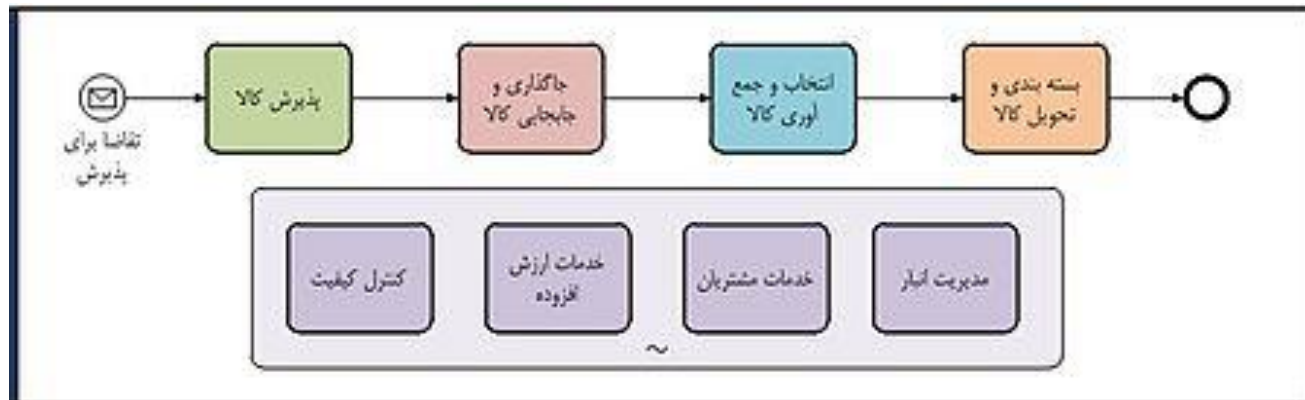 تقاضا برای
پذیرش
پذیرش کالا
جاگذاری و
جابجایی کالا
انتخاب و جمع
آوری کالا
بسته بندی و
تحویل کالا
کنترل کیفیت
خدمات ارزش
افزوده
خدمات مشتریان
مدیریت انبار
~